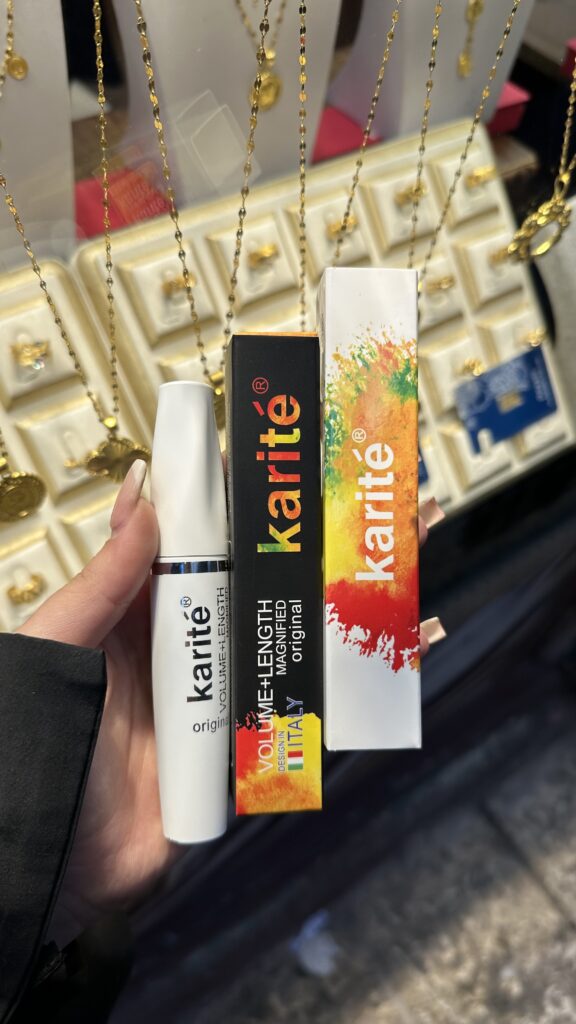 karité®
VOLUME+LENGTH
MAGNIFIED
original
karité®
VOLUME+LENGTH
MAGNIFIED
original
DESIGN IN
ITALY
karité®